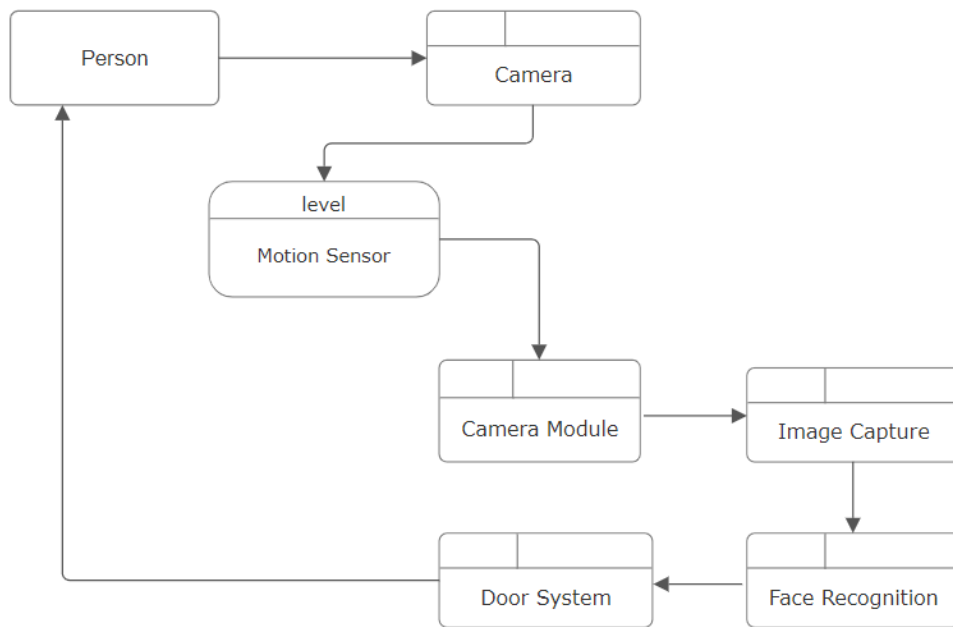 Person
Camera
level
Motion Sensor
Camera Module
Image Capture
Door System
Face Recognition